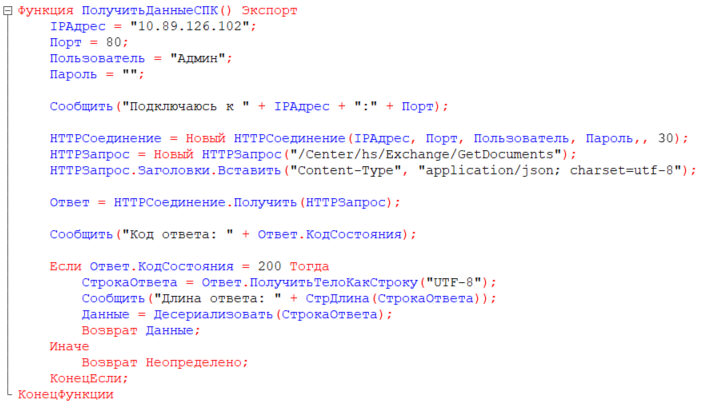 Функция ПолучитьДанныеСПК() Экспорт
IPАдрес = "10.89.126.102";
Порт = 80;
Пользователь = "Админ";
Пароль = "";
Сообщить("Подключаюсь к " + IPАдрес + ":" + Порт);
HTTPСоединение = Новый HTTPСоединение(IPАдрес, Порт, Пользователь, Пароль,, 30);
HTTPЗапрос = Новый HTTPЗапрос("/Center/hs/Exchange/GetDocuments");
HTTPЗапрос.Заголовки.Вставить("Content-Type", "application/json; charset=utf-8");
Ответ = HTTPСоединение.Получить(HTTPЗапрос);
Сообщить("Код ответа: " + Ответ.КодСостояния);
Если Ответ.КодСостояния = 200 Тогда
СтрокаОтвета = Ответ.ПолучитьТелоКакСтроку("UTF-8");
Сообщить("Длина ответа: " + СтрДлина(СтрокаОтвета));
Данные = Десериализовать(СтрокаОтвета);
Возврат Данные;
Иначе
Возврат Неопределено;
КонецЕсли;
КонецФункции